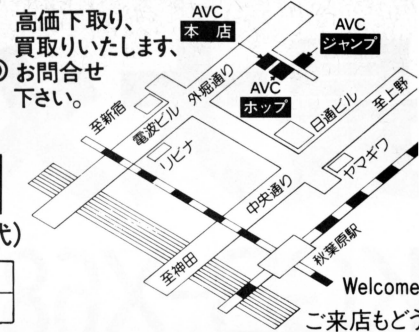 高価下取り、
買取りいたします、
お問合せ
下さい。
AVC
本店
AVC
ジャンプ
AVC
ホップ
外堀通り
至新宿
電波ビル
リビナ
日通ビル
至上野
ヤマギワ
中央通り
至神田
秋葉原駅
代)
Welcome
ご来店もどう